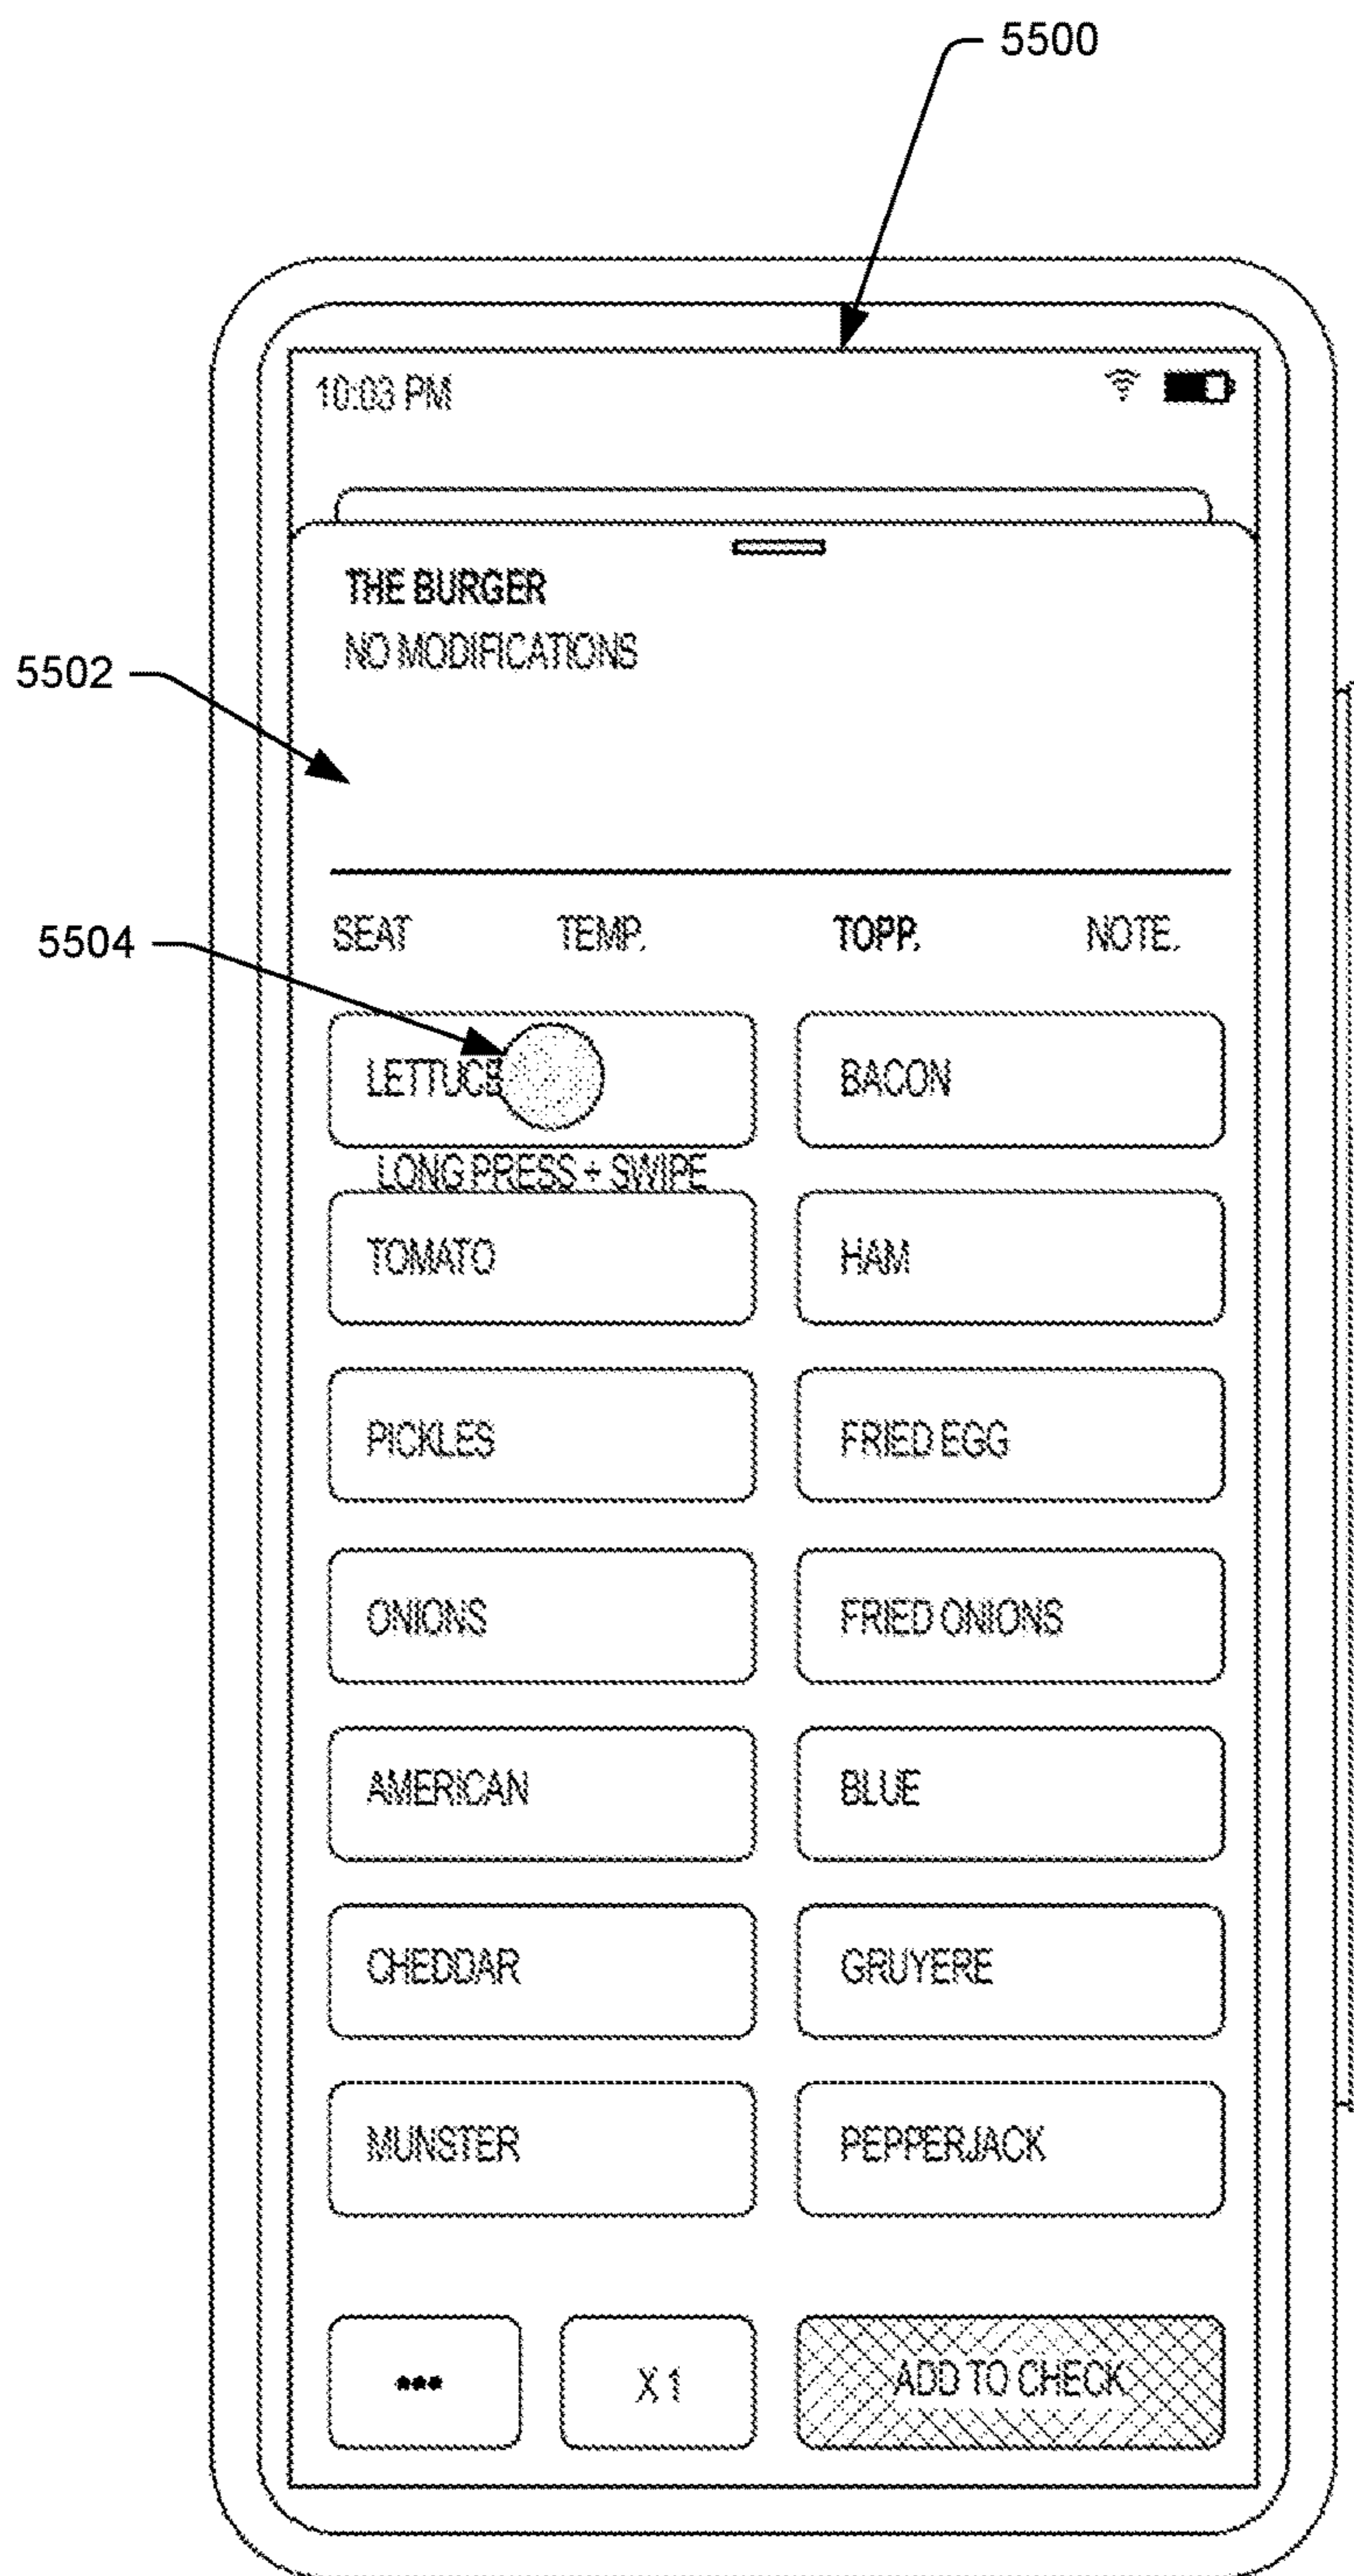 5500
10:03 PM
THE BURGER
NO MODIFICATIONS
5502
SEAT TEMP. TOPP. NOTE.
5504
LETTUCE BACON
LONG PRESS + SWIPE
TOMATO HAM
PICKLES FRIED EGG
ONIONS FRIED ONIONS
AMERICAN BLUE
CHEDDAR GRUYERE
MUNSTER PEPPERJACK
*** X 1 ADD TO CHECK